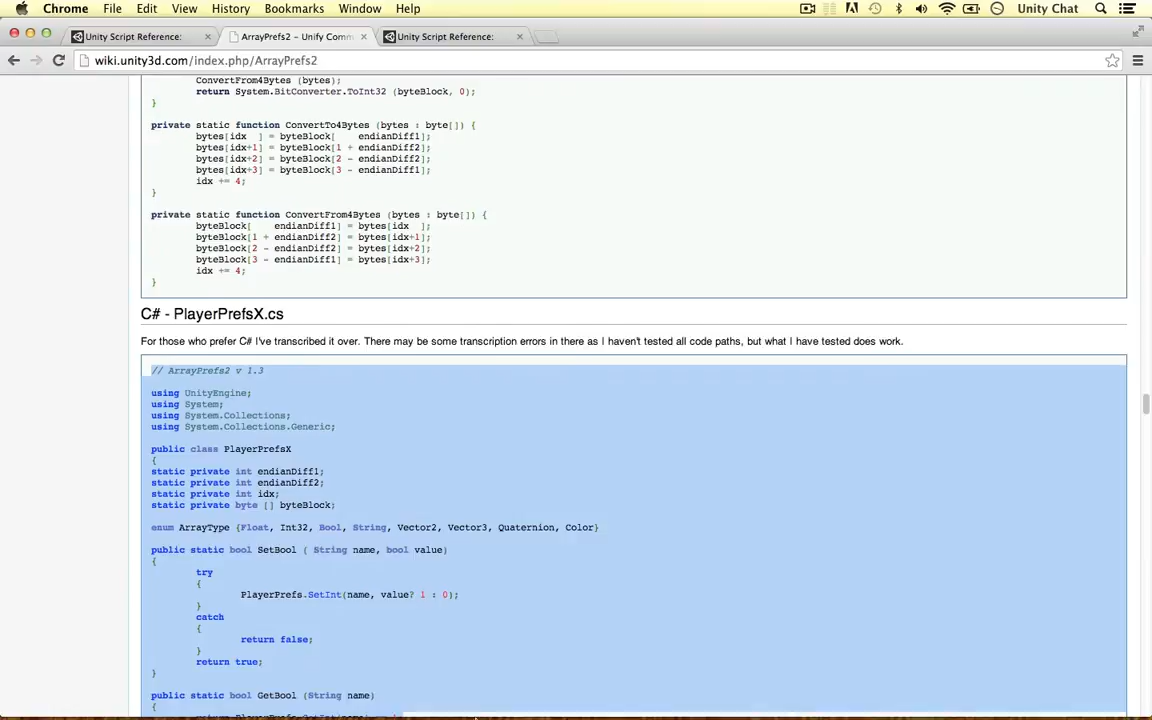 Chrome File Edit View History Bookmarks Window Help Unity Chat
Unity Script Reference: ArrayPrefs2 – Unify Comm Unity Script Reference:
wiki.unity3d.com/index.php/ArrayPrefs2
ConvertFrom4Bytes (bytes);
return System.BitConverter.ToInt32 (byteBlock, 0);
}
private static function ConvertTo4Bytes (bytes : byte[]) {
bytes[idx  ] = byteBlock[    endianDiff1];
bytes[idx+1] = byteBlock[1 + endianDiff2];
bytes[idx+2] = byteBlock[2 - endianDiff2];
bytes[idx+3] = byteBlock[3 - endianDiff1];
idx += 4;
}
private static function ConvertFrom4Bytes (bytes : byte[]) {
byteBlock[    endianDiff1] = bytes[idx  ];
byteBlock[1 + endianDiff2] = bytes[idx+1];
byteBlock[2 - endianDiff2] = bytes[idx+2];
byteBlock[3 - endianDiff1] = bytes[idx+3];
idx += 4;
}
C# - PlayerPrefsX.cs
For those who prefer C# I've transcribed it over. There may be some transcription errors in there as I haven't tested all code paths, but what I have tested does work.
// ArrayPrefs2 v 1.3
using UnityEngine;
using System;
using System.Collections;
using System.Collections.Generic;
public class PlayerPrefsX
{
static private int endianDiff1;
static private int endianDiff2;
static private int idx;
static private byte [] byteBlock;
enum ArrayType {Float, Int32, Bool, String, Vector2, Vector3, Quaternion, Color}
public static bool SetBool ( String name, bool value)
{
try
{
PlayerPrefs.SetInt(name, value? 1 : 0);
}
catch
{
return false;
}
return true;
}
public static bool GetBool (String name)
{